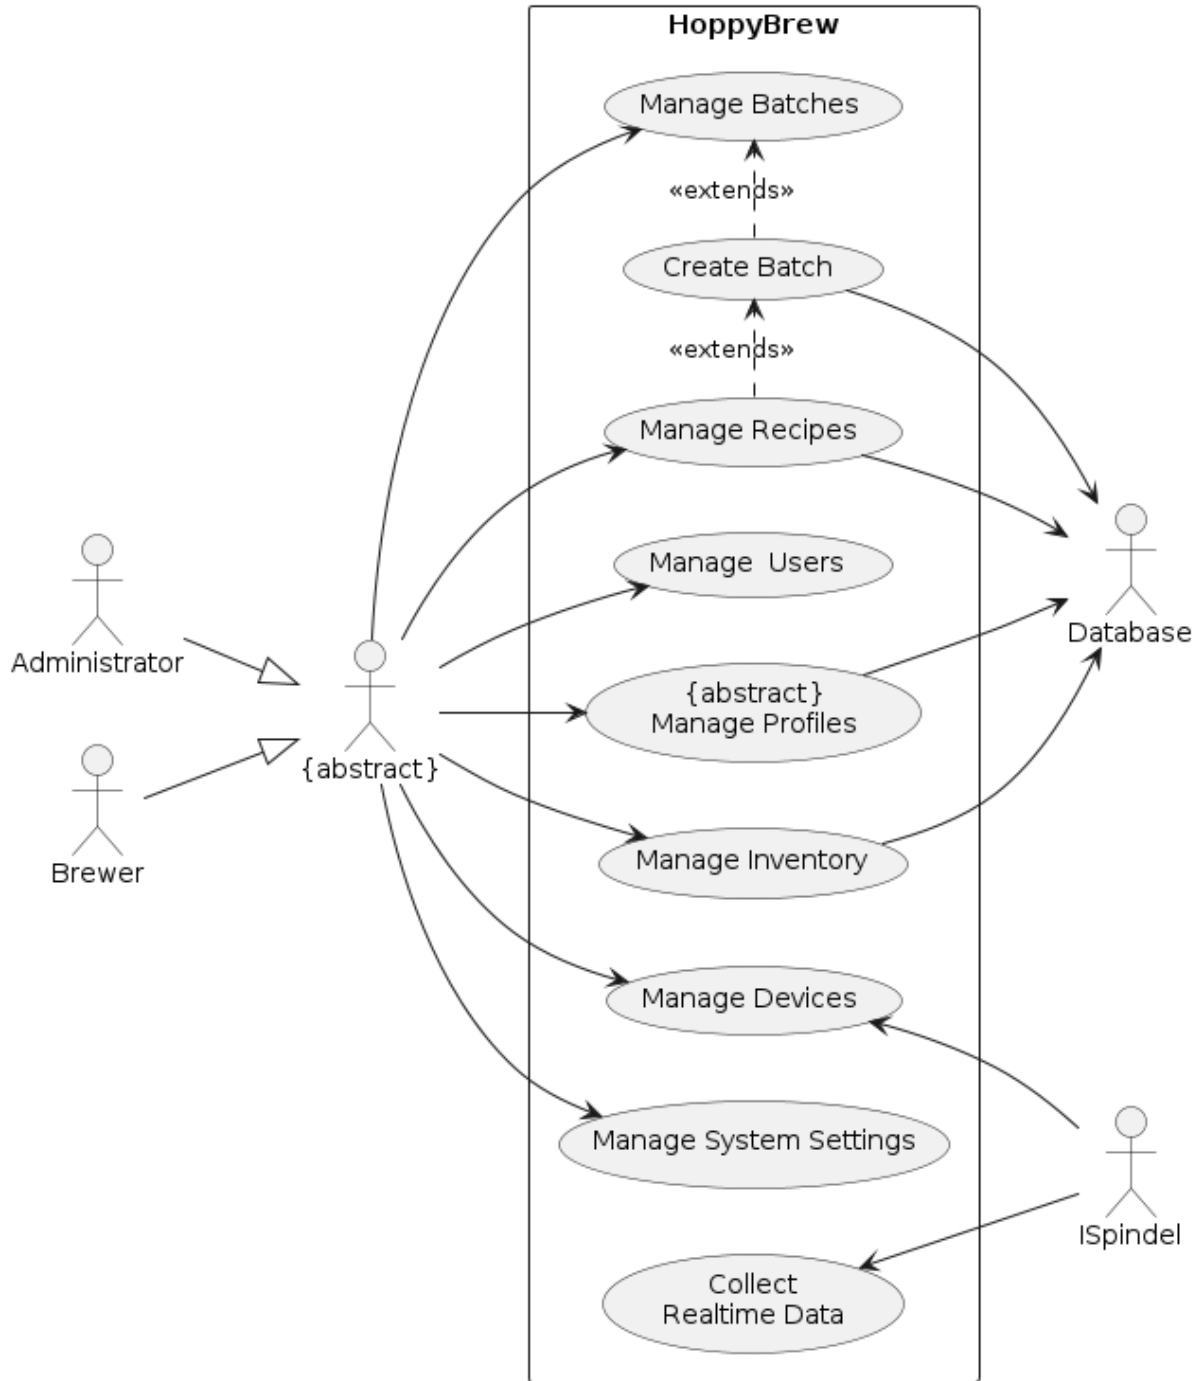 HoppyBrew
Manage Batches
«extends»
Create Batch
«extends»
Manage Recipes
Manage  Users
Administrator
Database
{abstract}
Manage Profiles
{abstract}
Brewer
Manage Inventory
Manage Devices
Manage System Settings
ISpindel
Collect
Realtime Data